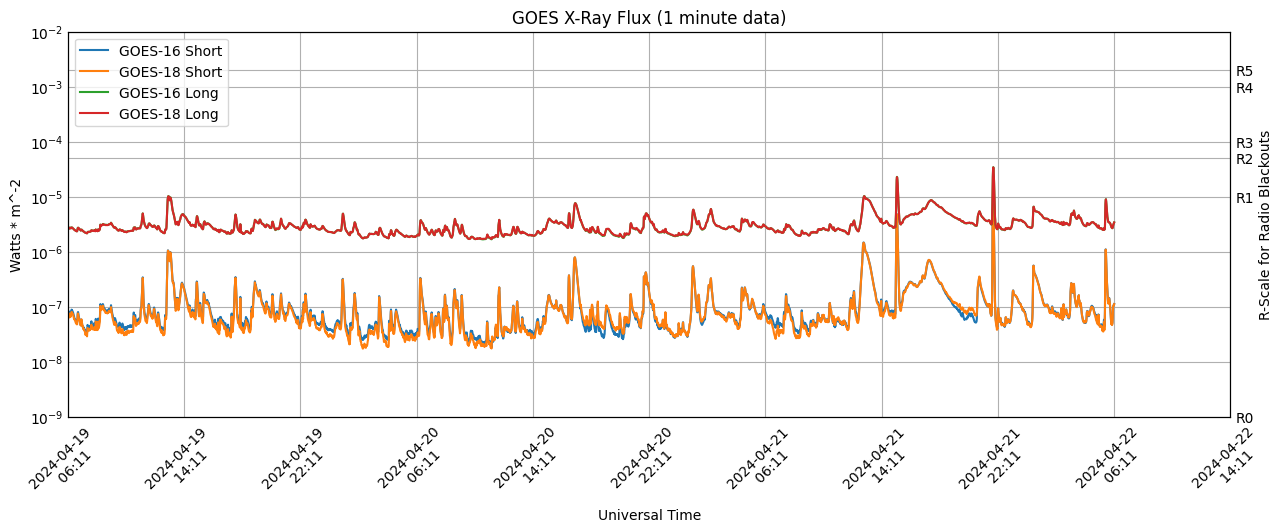 GOES X-Ray Flux (1 minute data)
GOES-16 Short
GOES-18 Short
GOES-16 Long
GOES-18 Long
Watts * m^-2
10^-2
10^-3
10^-4
10^-5
10^-6
10^-7
10^-8
10^-9
R5
R4
R3
R2
R1
R0
R-Scale for Radio Blackouts
2024-04-19
06:11
2024-04-19
14:11
2024-04-19
22:11
2024-04-20
06:11
2024-04-20
14:11
2024-04-20
22:11
2024-04-21
06:11
2024-04-21
14:11
2024-04-21
22:11
2024-04-22
06:11
2024-04-22
14:11
Universal Time